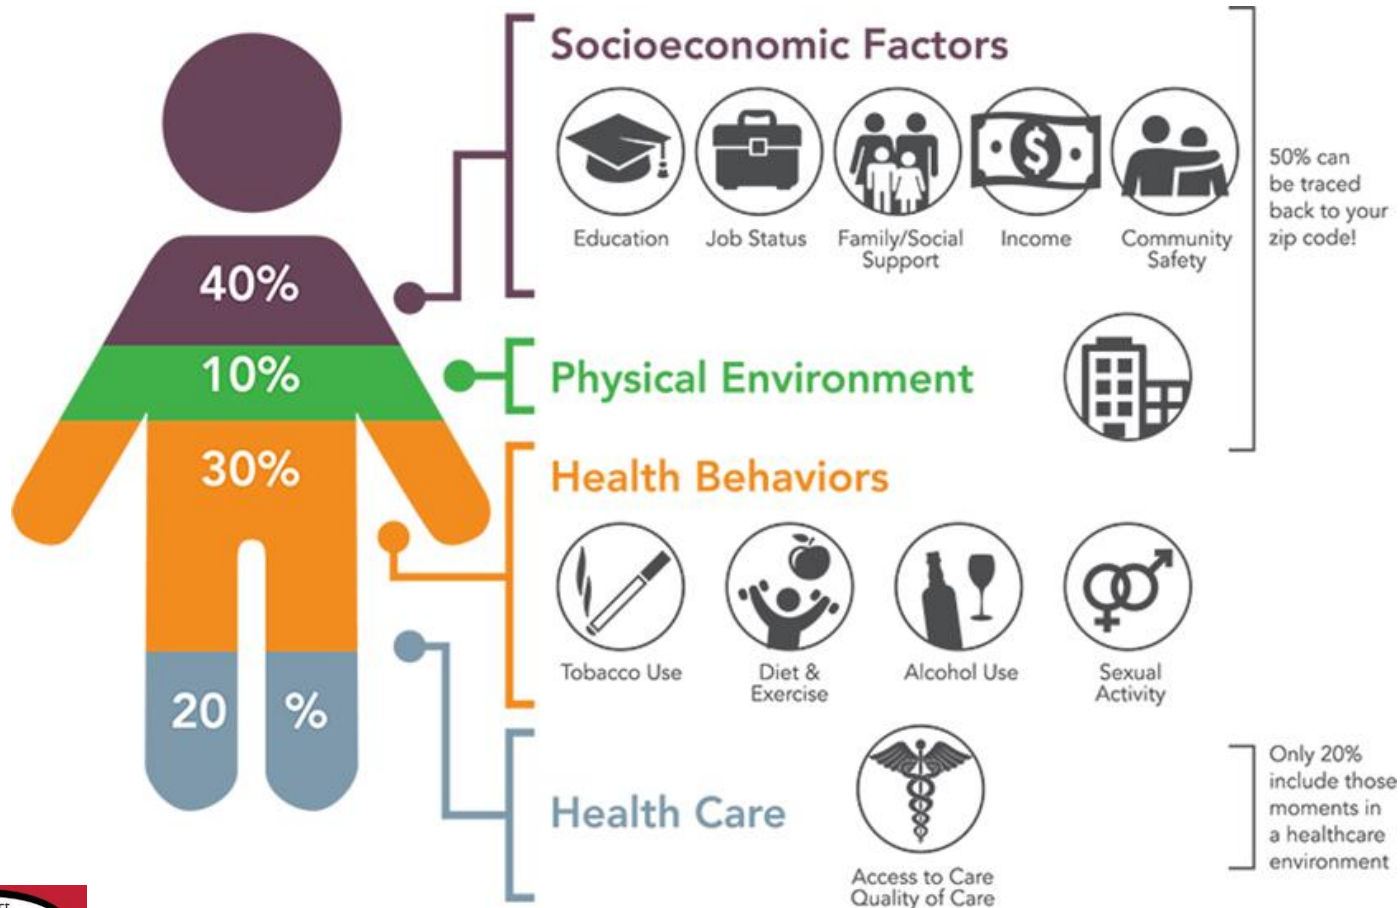 Socioeconomic Factors
Education
Job Status
Family/Social
Support
Income
Community
Safety
50% can
be traced
back to your
zip code!
40%
10%
Physical Environment
30%
Health Behaviors
Tobacco Use
Diet &
Exercise
Alcohol Use
Sexual
Activity
20 %
Health Care
Access to Care
Quality of Care
Only 20%
include those
moments in
a healthcare
environment